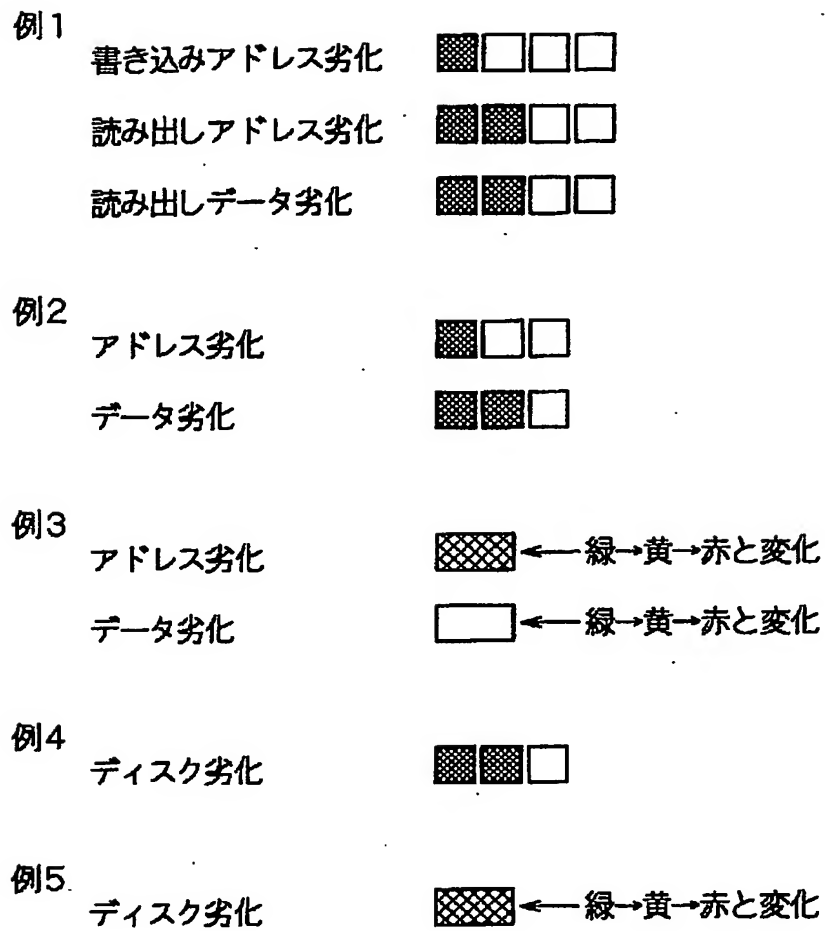 例1
書き込みアドレス劣化
読み出しアドレス劣化
読み出しデータ劣化
例2
アドレス劣化
データ劣化
例3
アドレス劣化 ← 緑→黄→赤と変化
データ劣化 ← 緑→黄→赤と変化
例4
ディスク劣化
例5
ディスク劣化 ← 緑→黄→赤と変化